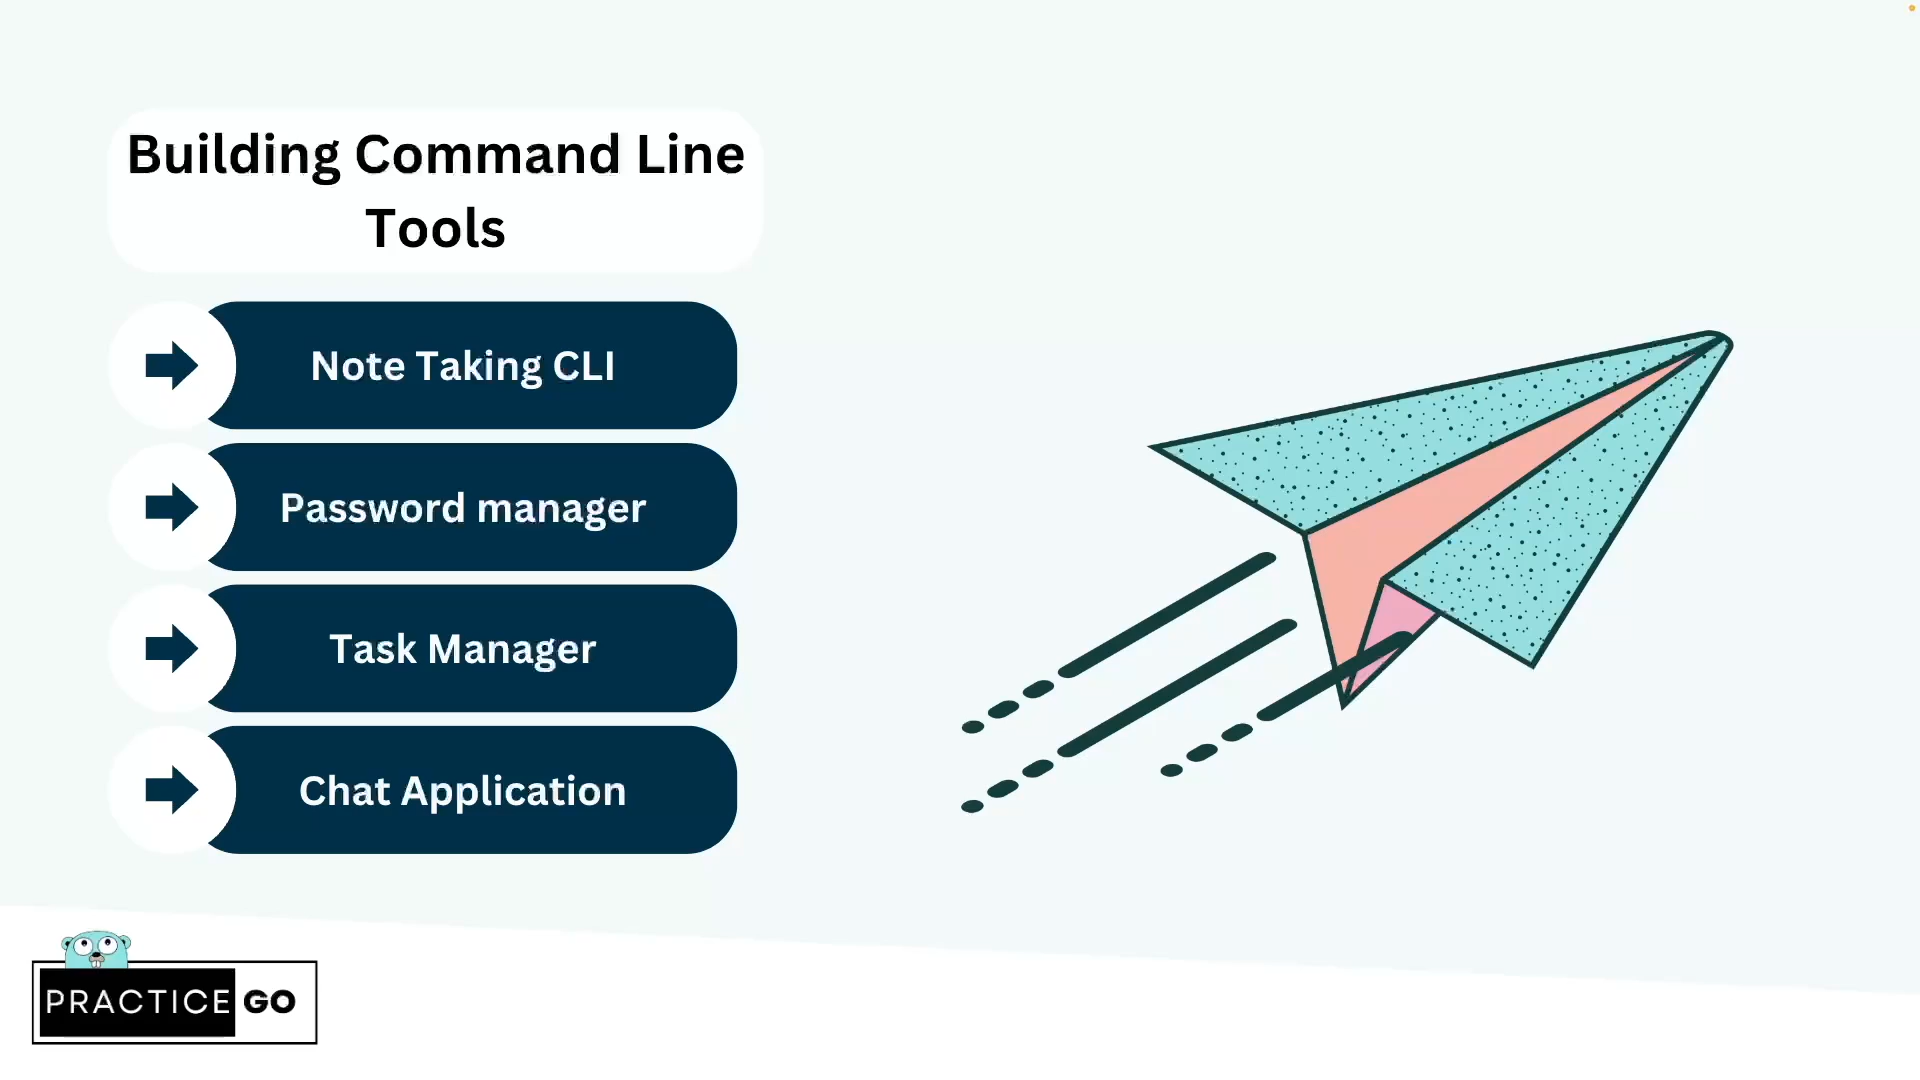 Building Command Line
Tools
Note Taking CLI
Password manager
Task Manager
Chat Application
PRACTICE GO